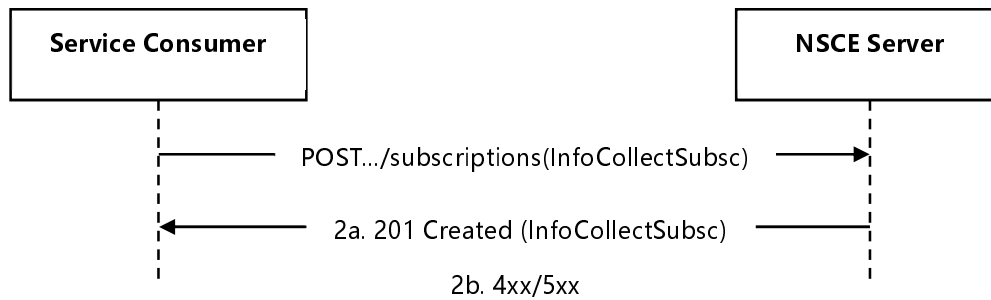 Service Consumer
NSCE Server
POST.../subscriptions(InfoCollectSubsc)
2a. 201 Created (InfoCollectSubsc)
2b. 4xx/5xx